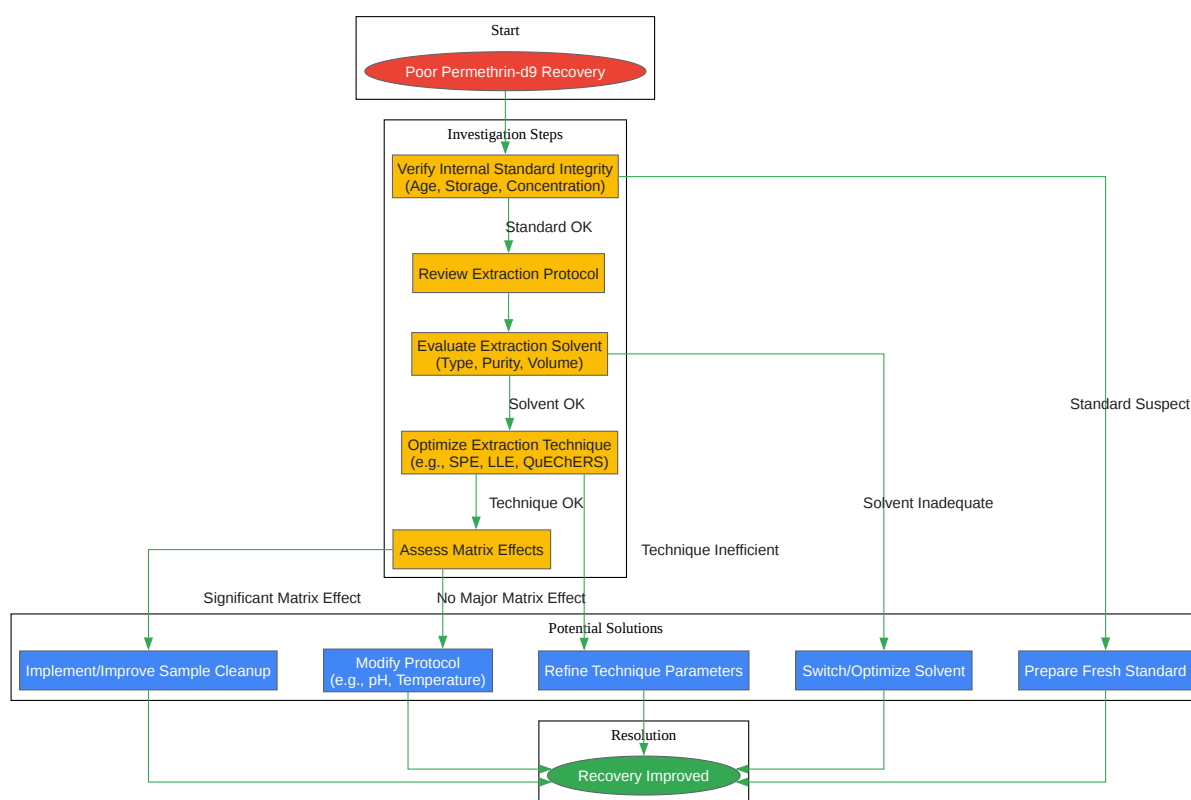 Start
Poor Permethrin-d9 Recovery
Investigation Steps
Verify Internal Standard Integrity
(Age, Storage, Concentration)
Standard OK
Review Extraction Protocol
Evaluate Extraction Solvent
(Type, Purity, Volume)
Solvent OK
Standard Suspect
Optimize Extraction Technique
(e.g., SPE, LLE, QuEChERS)
Technique OK
Solvent Inadequate
Assess Matrix Effects
Technique Inefficient
Significant Matrix Effect
No Major Matrix Effect
Potential Solutions
Implement/Improve Sample Cleanup
Modify Protocol
(e.g., pH, Temperature)
Refine Technique Parameters
Switch/Optimize Solvent
Prepare Fresh Standard
Resolution
Recovery Improved